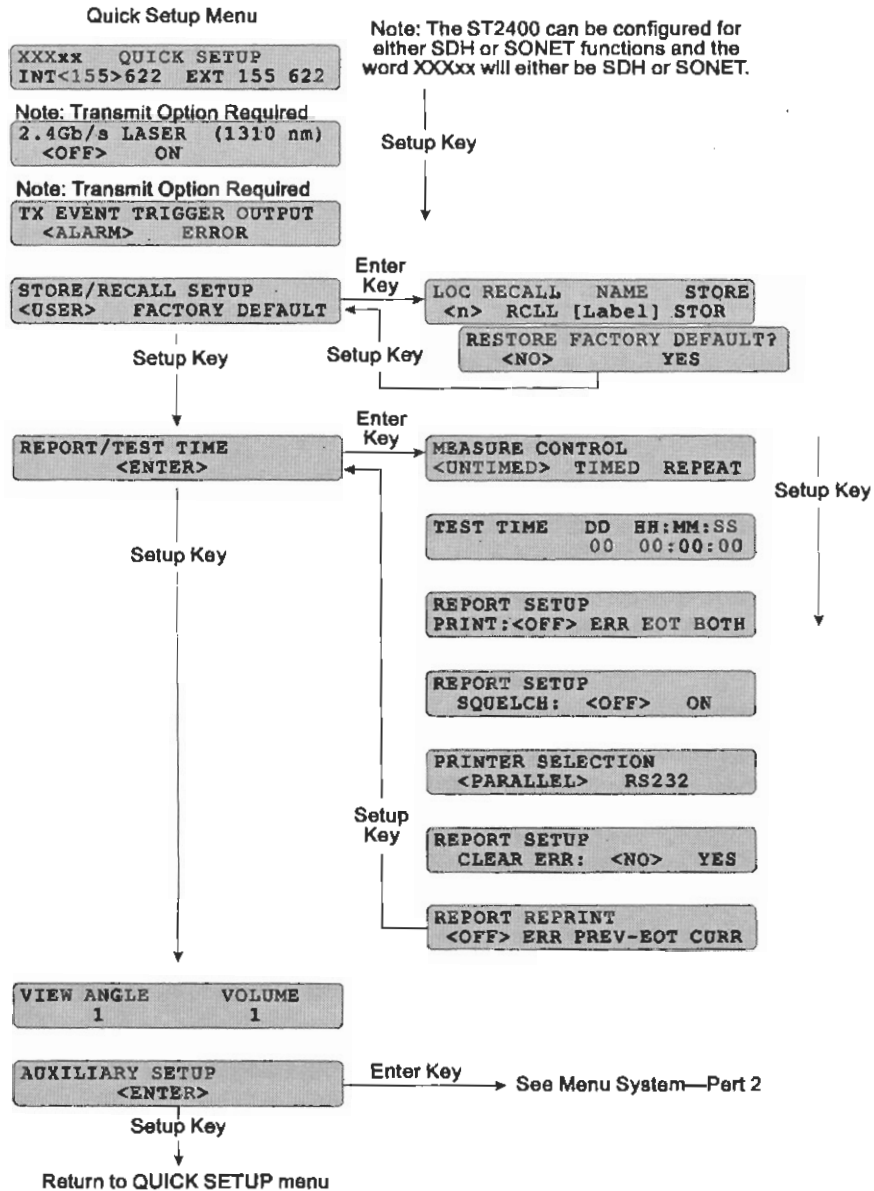 Quick Setup Menu
XXXxx QUICK SETUP
INT<155>622 EXT 155 622
Note: The ST2400 can be configured for
either SDH or SONET functions and the
word XXXxx will either be SDH or SONET.
Setup Key
Note: Transmit Option Required
2.4Gb/s LASER (1310 nm)
<OFF> ON
Note: Transmit Option Required
TX EVENT TRIGGER OUTPUT
<ALARM> ERROR
STORE/RECALL SETUP
<USER> FACTORY DEFAULT
Enter
Key
LOC RECALL NAME STORE
<n> RCLL [Label] STOR
RESTORE FACTORY DEFAULT?
<NO> YES
Setup Key
Setup Key
REPORT/TEST TIME
<ENTER>
Enter
Key
MEASURE CONTROL
<UNTIMED> TIMED REPEAT
Setup Key
TEST TIME DD HH:MM:SS
00 00:00:00
Setup Key
REPORT SETUP
PRINT:<OFF> ERR EOT BOTH
REPORT SETUP
SQUELCH: <OFF> ON
PRINTER SELECTION
<PARALLEL> RS232
Setup
Key
REPORT SETUP
CLEAR ERR: <NO> YES
REPORT REPRINT
<OFF> ERR PREV-EOT CURR
VIEW ANGLE VOLUME
1 1
AUXILIARY SETUP
<ENTER>
Enter Key
See Menu System—Part 2
Setup Key
Return to QUICK SETUP menu